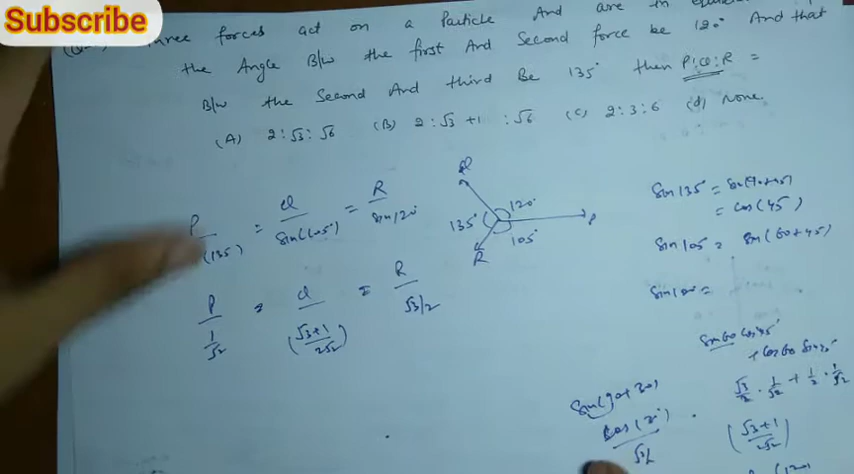 Subscribe
Three forces act on a Particle And are in
the Angle B/w the first And Second force be 120° And that
B/w the Second And third Be 135° then P:Q:R =
(A) 2:√3:√6 (B) 2:√3+1:√6 (C) 2:3:6 (d) None
P/(135) = Q/sin(105°) = R/sin120°
Q
120°
135°
P
105°
R
P/(1/√2) = Q/((√3+1)/2√2) = R/(√3/2)
Sin135° = sin(90+45)
= cos(45)
Sin105 = sin(60+45)
Sin60 cos45°
+cos60 Sin45°
√3/2 · 1/√2 + 1/2 · 1/√2
(√3+1)/2√2
Sin(90+30)
Cos(30)
√3/2